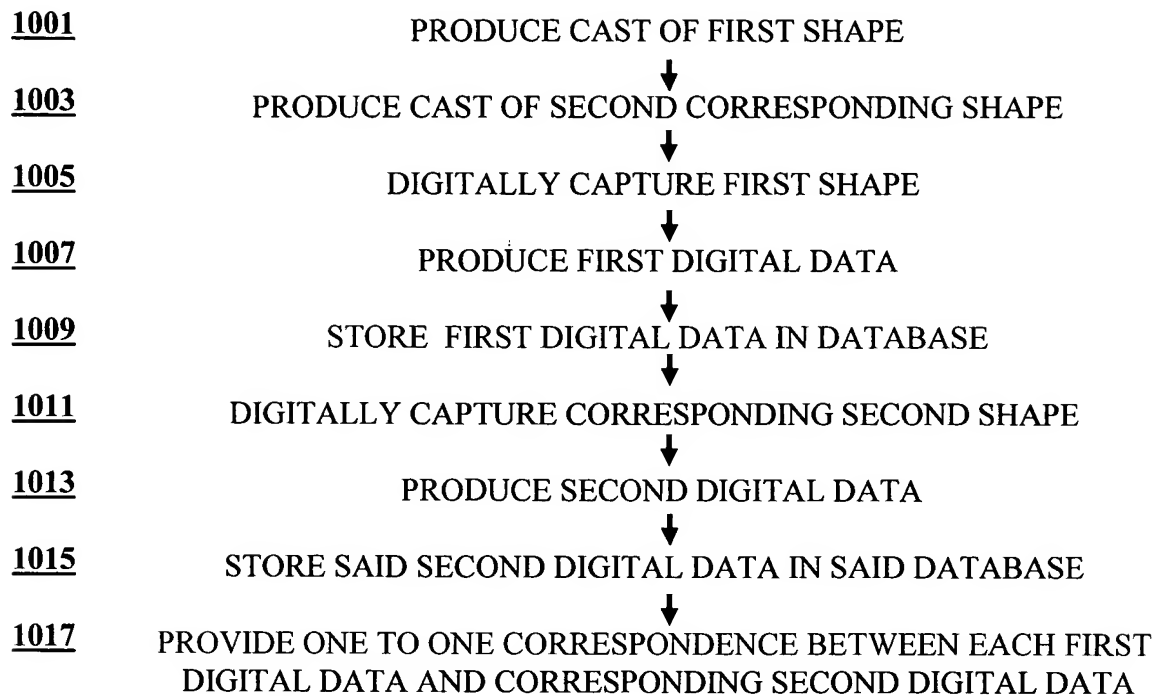 1001 PRODUCE CAST OF FIRST SHAPE
1003 PRODUCE CAST OF SECOND CORRESPONDING SHAPE
1005 DIGITALLY CAPTURE FIRST SHAPE
1007 PRODUCE FIRST DIGITAL DATA
1009 STORE FIRST DIGITAL DATA IN DATABASE
1011 DIGITALLY CAPTURE CORRESPONDING SECOND SHAPE
1013 PRODUCE SECOND DIGITAL DATA
1015 STORE SAID SECOND DIGITAL DATA IN SAID DATABASE
1017 PROVIDE ONE TO ONE CORRESPONDENCE BETWEEN EACH FIRST
DIGITAL DATA AND CORRESPONDING SECOND DIGITAL DATA